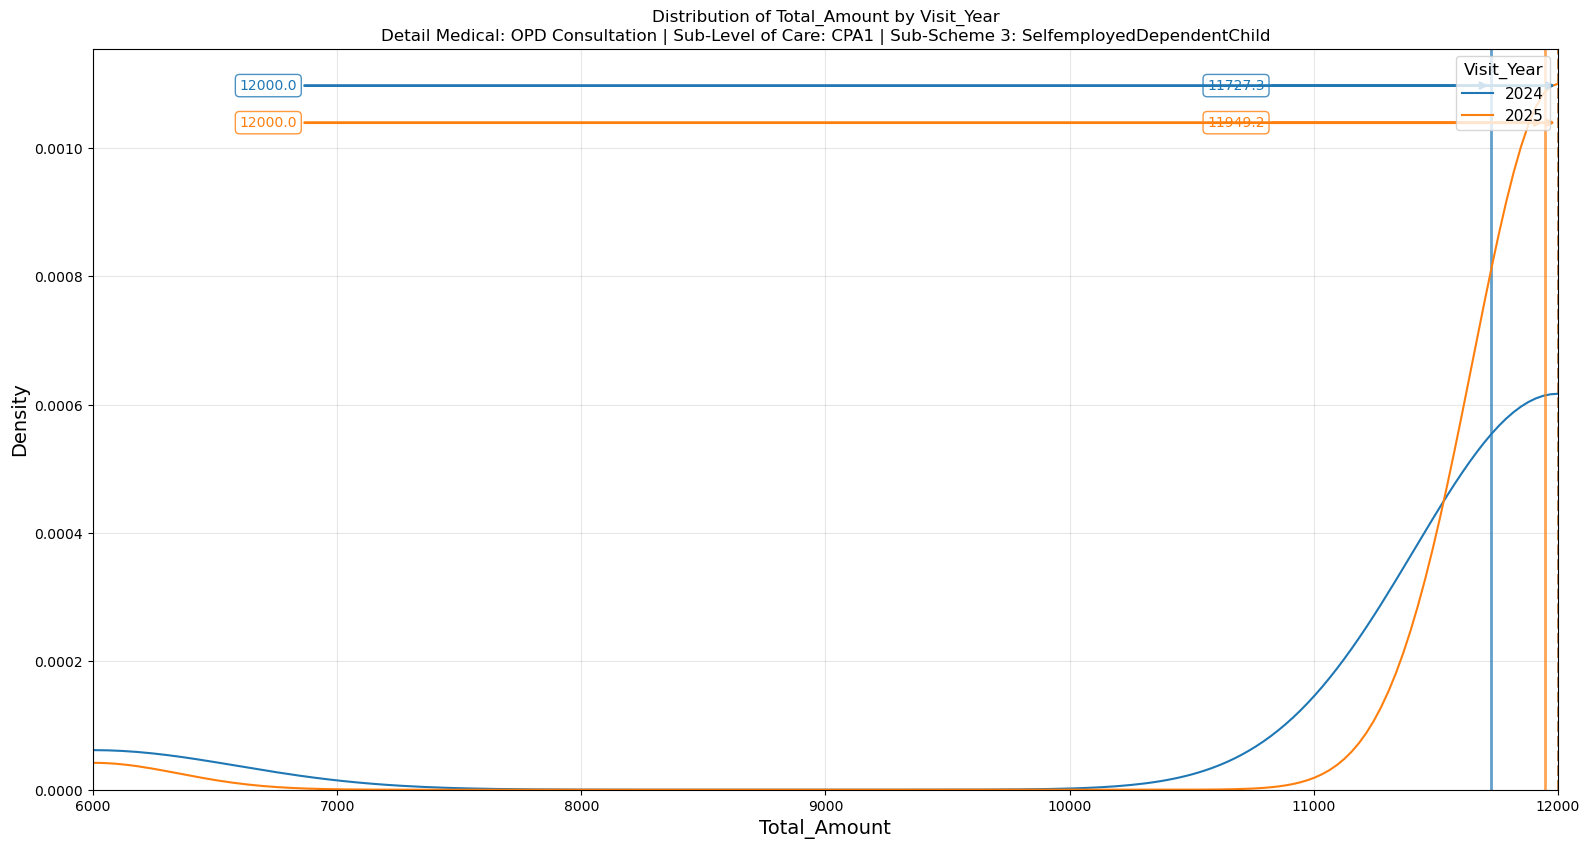 Distribution of Total_Amount by Visit_Year
Detail Medical: OPD Consultation | Sub-Level of Care: CPA1 | Sub-Scheme 3: SelfemployedDependentChild
12000.0
11727.3
12000.0
11949.2
Visit_Year
2024
2025
0.0010
0.0008
0.0006
0.0004
0.0002
0.0000
Density
6000 7000 8000 9000 10000 11000 12000
Total_Amount